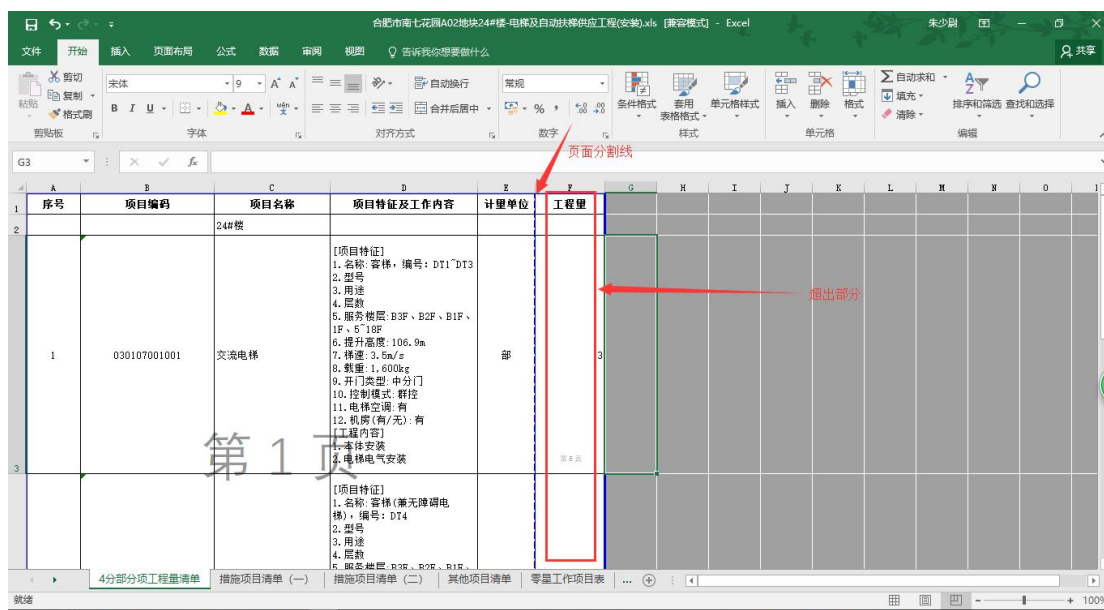 合肥市南七花园A02地块24#楼-电梯及自动扶梯供应工程(安装).xls [兼容模式] - Excel
朱少尉
文件 开始 插入 页面布局 公式 数据 审阅 视图 告诉我你想要做什么 共享
粘贴 剪切 复制 格式刷 剪贴板
宋体 9 B I U 字体
自动换行 合并后居中 对齐方式
常规 % 数字
条件格式 套用表格格式 单元格样式 样式
插入 删除 格式 单元格
自动求和 填充 清除 排序和筛选 查找和选择 编辑
页面分割线
G3 fx
A B C D E F G H I J K L M N O
1 序号 项目编码 项目名称 项目特征及工作内容 计量单位 工程量
2 24#楼
[项目特征]
1.名称:客梯，编号：DT1~DT3
2.型号
3.用途
4.层数
5.服务楼层:B3F、B2F、B1F、
1F、5~18F
6.提升高度:106.9m
1 030107001001 交流电梯 7.梯速:3.5m/s 部 3
8.载重:1,600kg
9.开门类型:中分门
10.控制模式:群控
11.电梯空调:有
12.机房(有/无):有
[工程内容]
1.本体安装
2.电梯电气安装
3
第 1 页
第 6 页
超出部分
[项目特征]
1.名称:客梯(兼无障碍电
梯)，编号：DT4
2.型号
3.用途
4.层数
5.服务楼层:B3F、B2F、B1F、
4分部分项工程量清单 措施项目清单（一） 措施项目清单（二） 其他项目清单 零星工作项目表 ...
就绪 100%